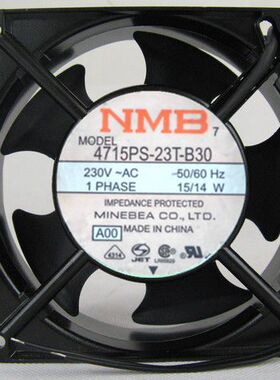 NMB 7
MODEL
4715PS-23T-B30
230V ~AC 50/60 Hz
1 PHASE 15/14 W
IMPEDANCE PROTECTED
MINEBEA CO., LTD.
A00 MADE IN CHINA
JET